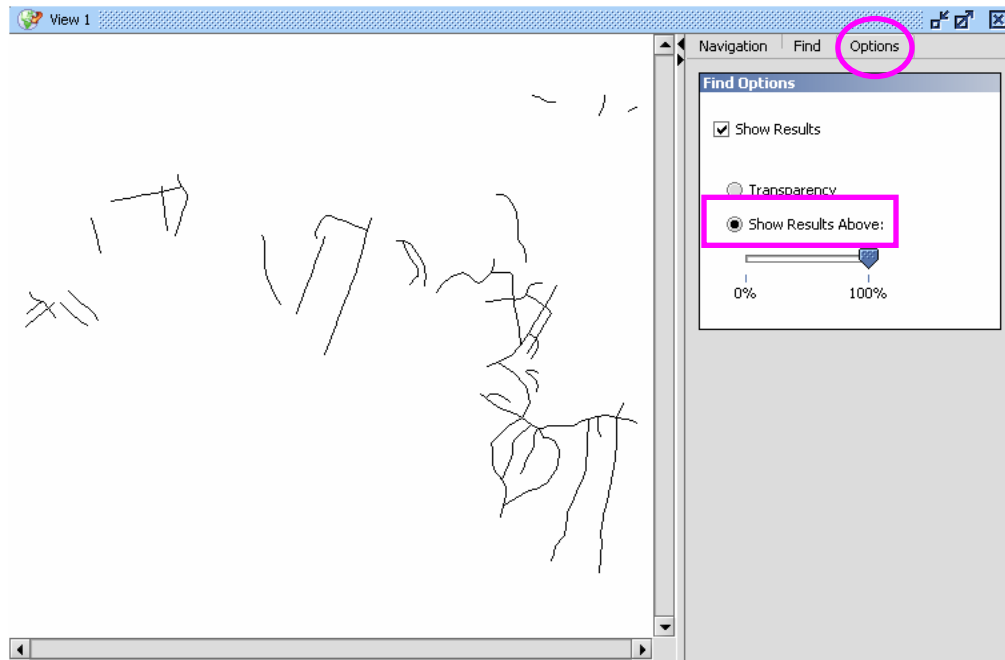 View 1
Navigation Find Options
Find Options
Show Results
Transparency
Show Results Above:
0% 100%